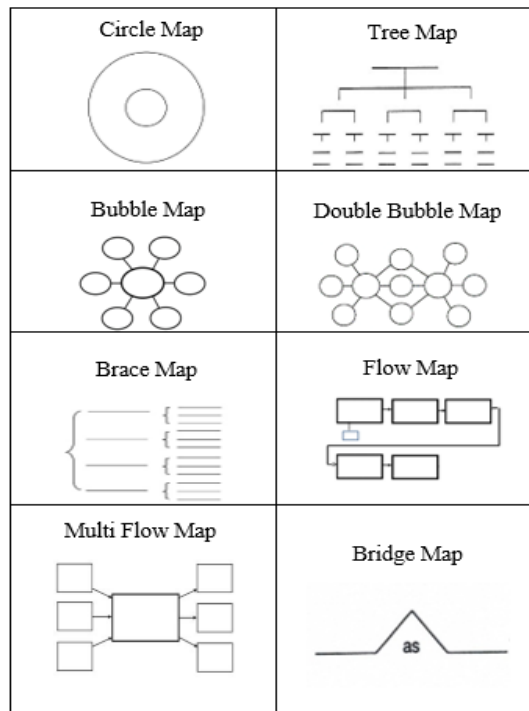 Circle Map
Tree Map
Bubble Map
Double Bubble Map
Brace Map
Flow Map
Multi Flow Map
Bridge Map
as